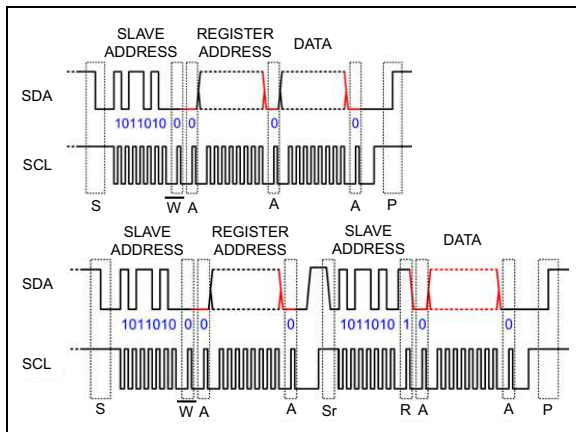 SLAVE ADDRESS REGISTER ADDRESS DATA
SDA
1011010 0 0 0 0
SCL
S W A A A P
SLAVE ADDRESS REGISTER ADDRESS SLAVE ADDRESS DATA
SDA
1011010 0 0 0 1011010 1 0 0
SCL
S W A A Sr R A A P